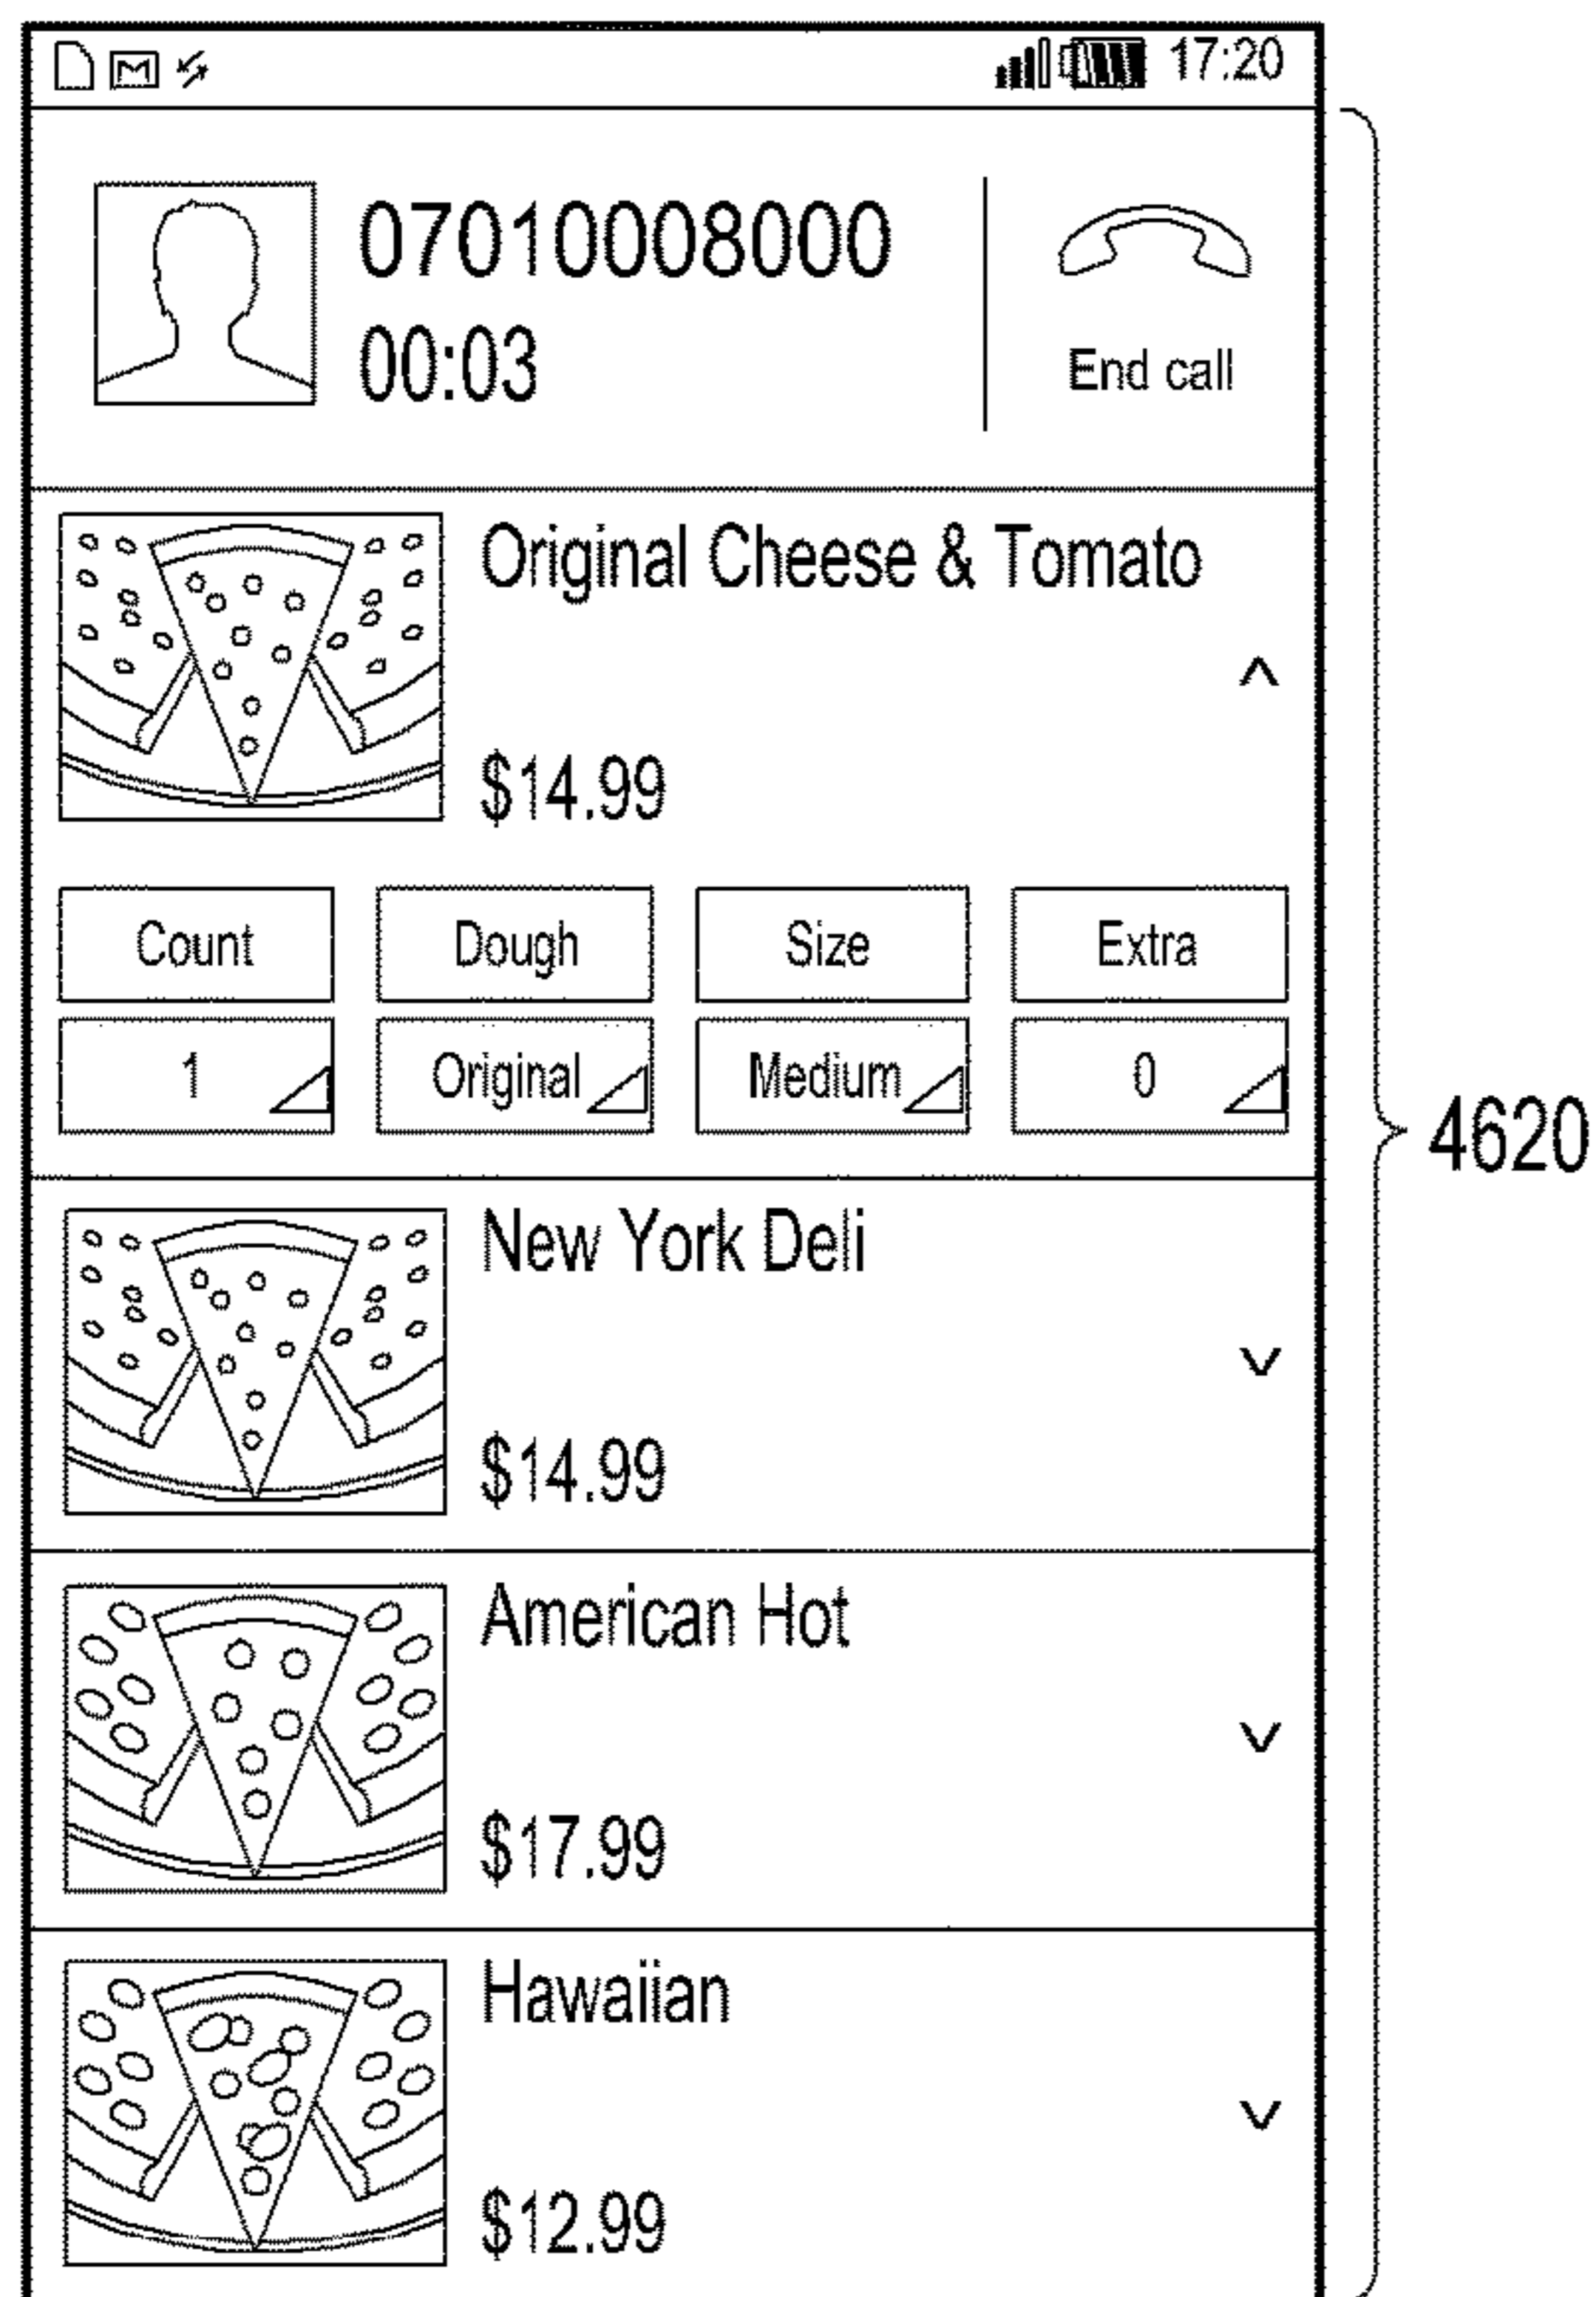 17:20
07010008000
00:03
End call
Original Cheese & Tomato
$14.99
Count Dough Size Extra
1 Original Medium 0
4620
New York Deli
$14.99
American Hot
$17.99
Hawaiian
$12.99